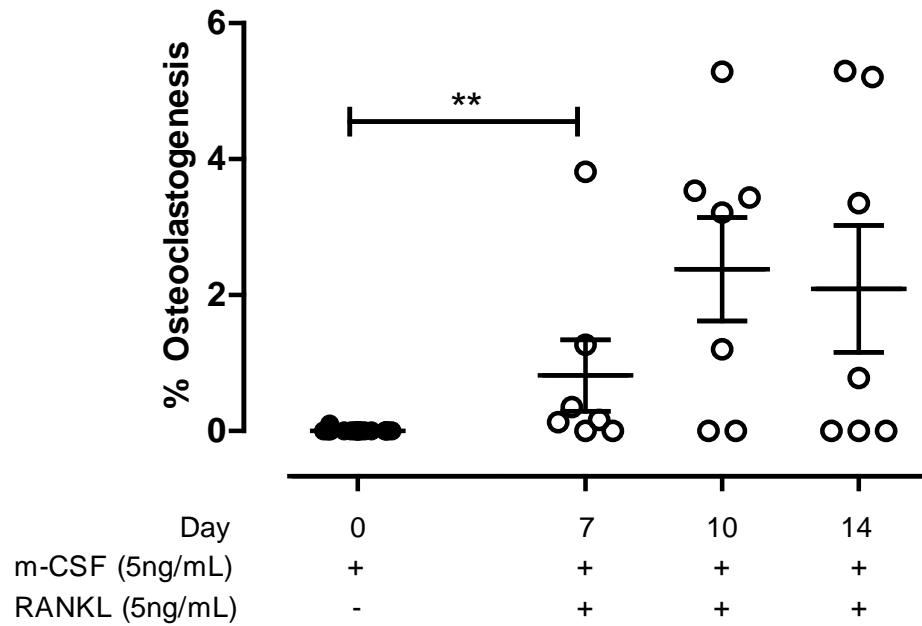 % Osteoclastogenesis
6
4
2
0
**
Day 0 7 10 14
m-CSF (5ng/mL) + + + +
RANKL (5ng/mL) - + + +